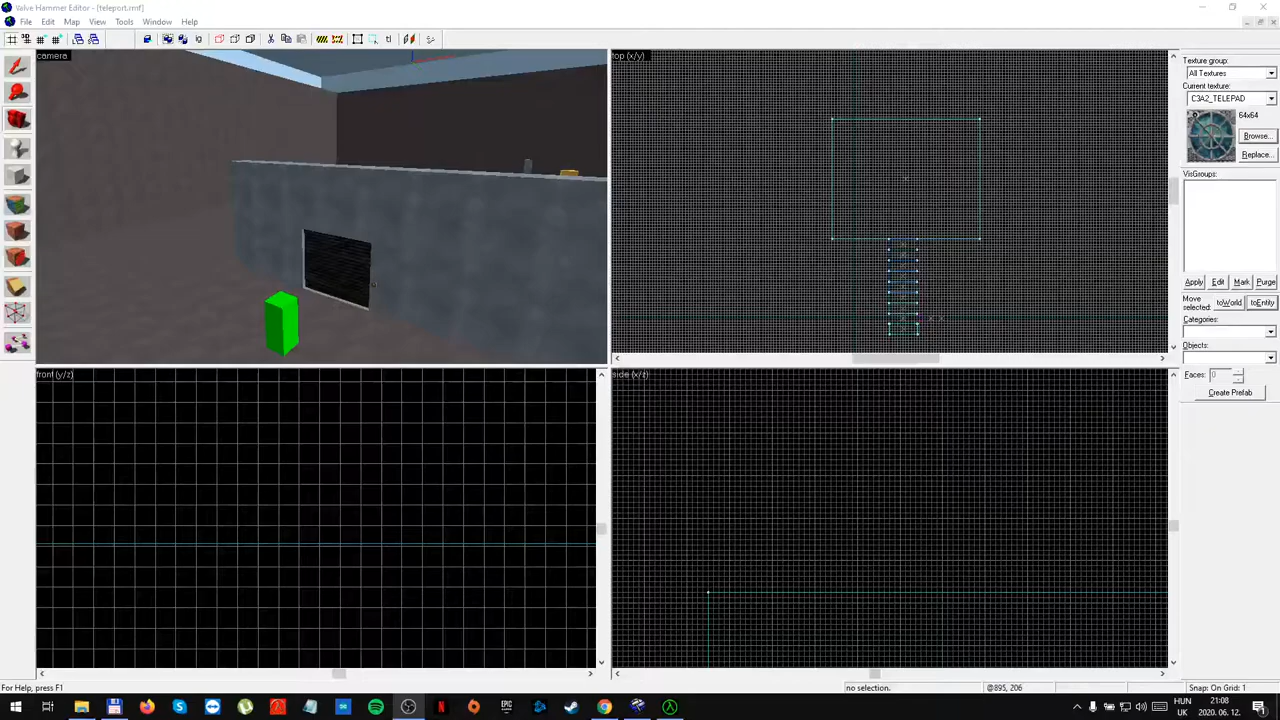 Valve Hammer Editor - [teleport.rmf]
File Edit Map View Tools Window Help
camera
top (x/y)
front (y/z)
side (x/z)
Texture group:
All Textures
Current texture:
C3A2_TELEPAD
64x64
Browse...
Replace...
VisGroups:
Apply Edit Mark Purge
Move selected:
toWorld toEntity
Categories:
Objects:
Faces: 0
Create Prefab
For Help, press F1
no selection.
@895, 206
Snap: On Grid: 1
HUN
UK
21:08
2020. 06. 12.